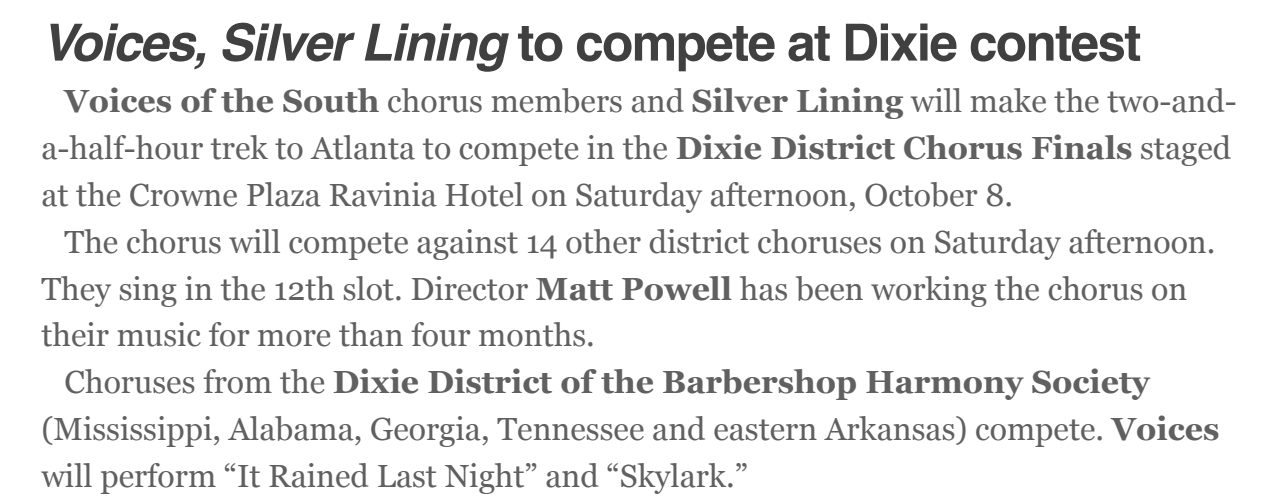 Voices, Silver Lining to compete at Dixie contest
Voices of the South chorus members and Silver Lining will make the two-and-
a-half-hour trek to Atlanta to compete in the Dixie District Chorus Finals staged
at the Crowne Plaza Ravinia Hotel on Saturday afternoon, October 8.
The chorus will compete against 14 other district choruses on Saturday afternoon.
They sing in the 12th slot. Director Matt Powell has been working the chorus on
their music for more than four months.
Choruses from the Dixie District of the Barbershop Harmony Society
(Mississippi, Alabama, Georgia, Tennessee and eastern Arkansas) compete. Voices
will perform “It Rained Last Night” and “Skylark.”